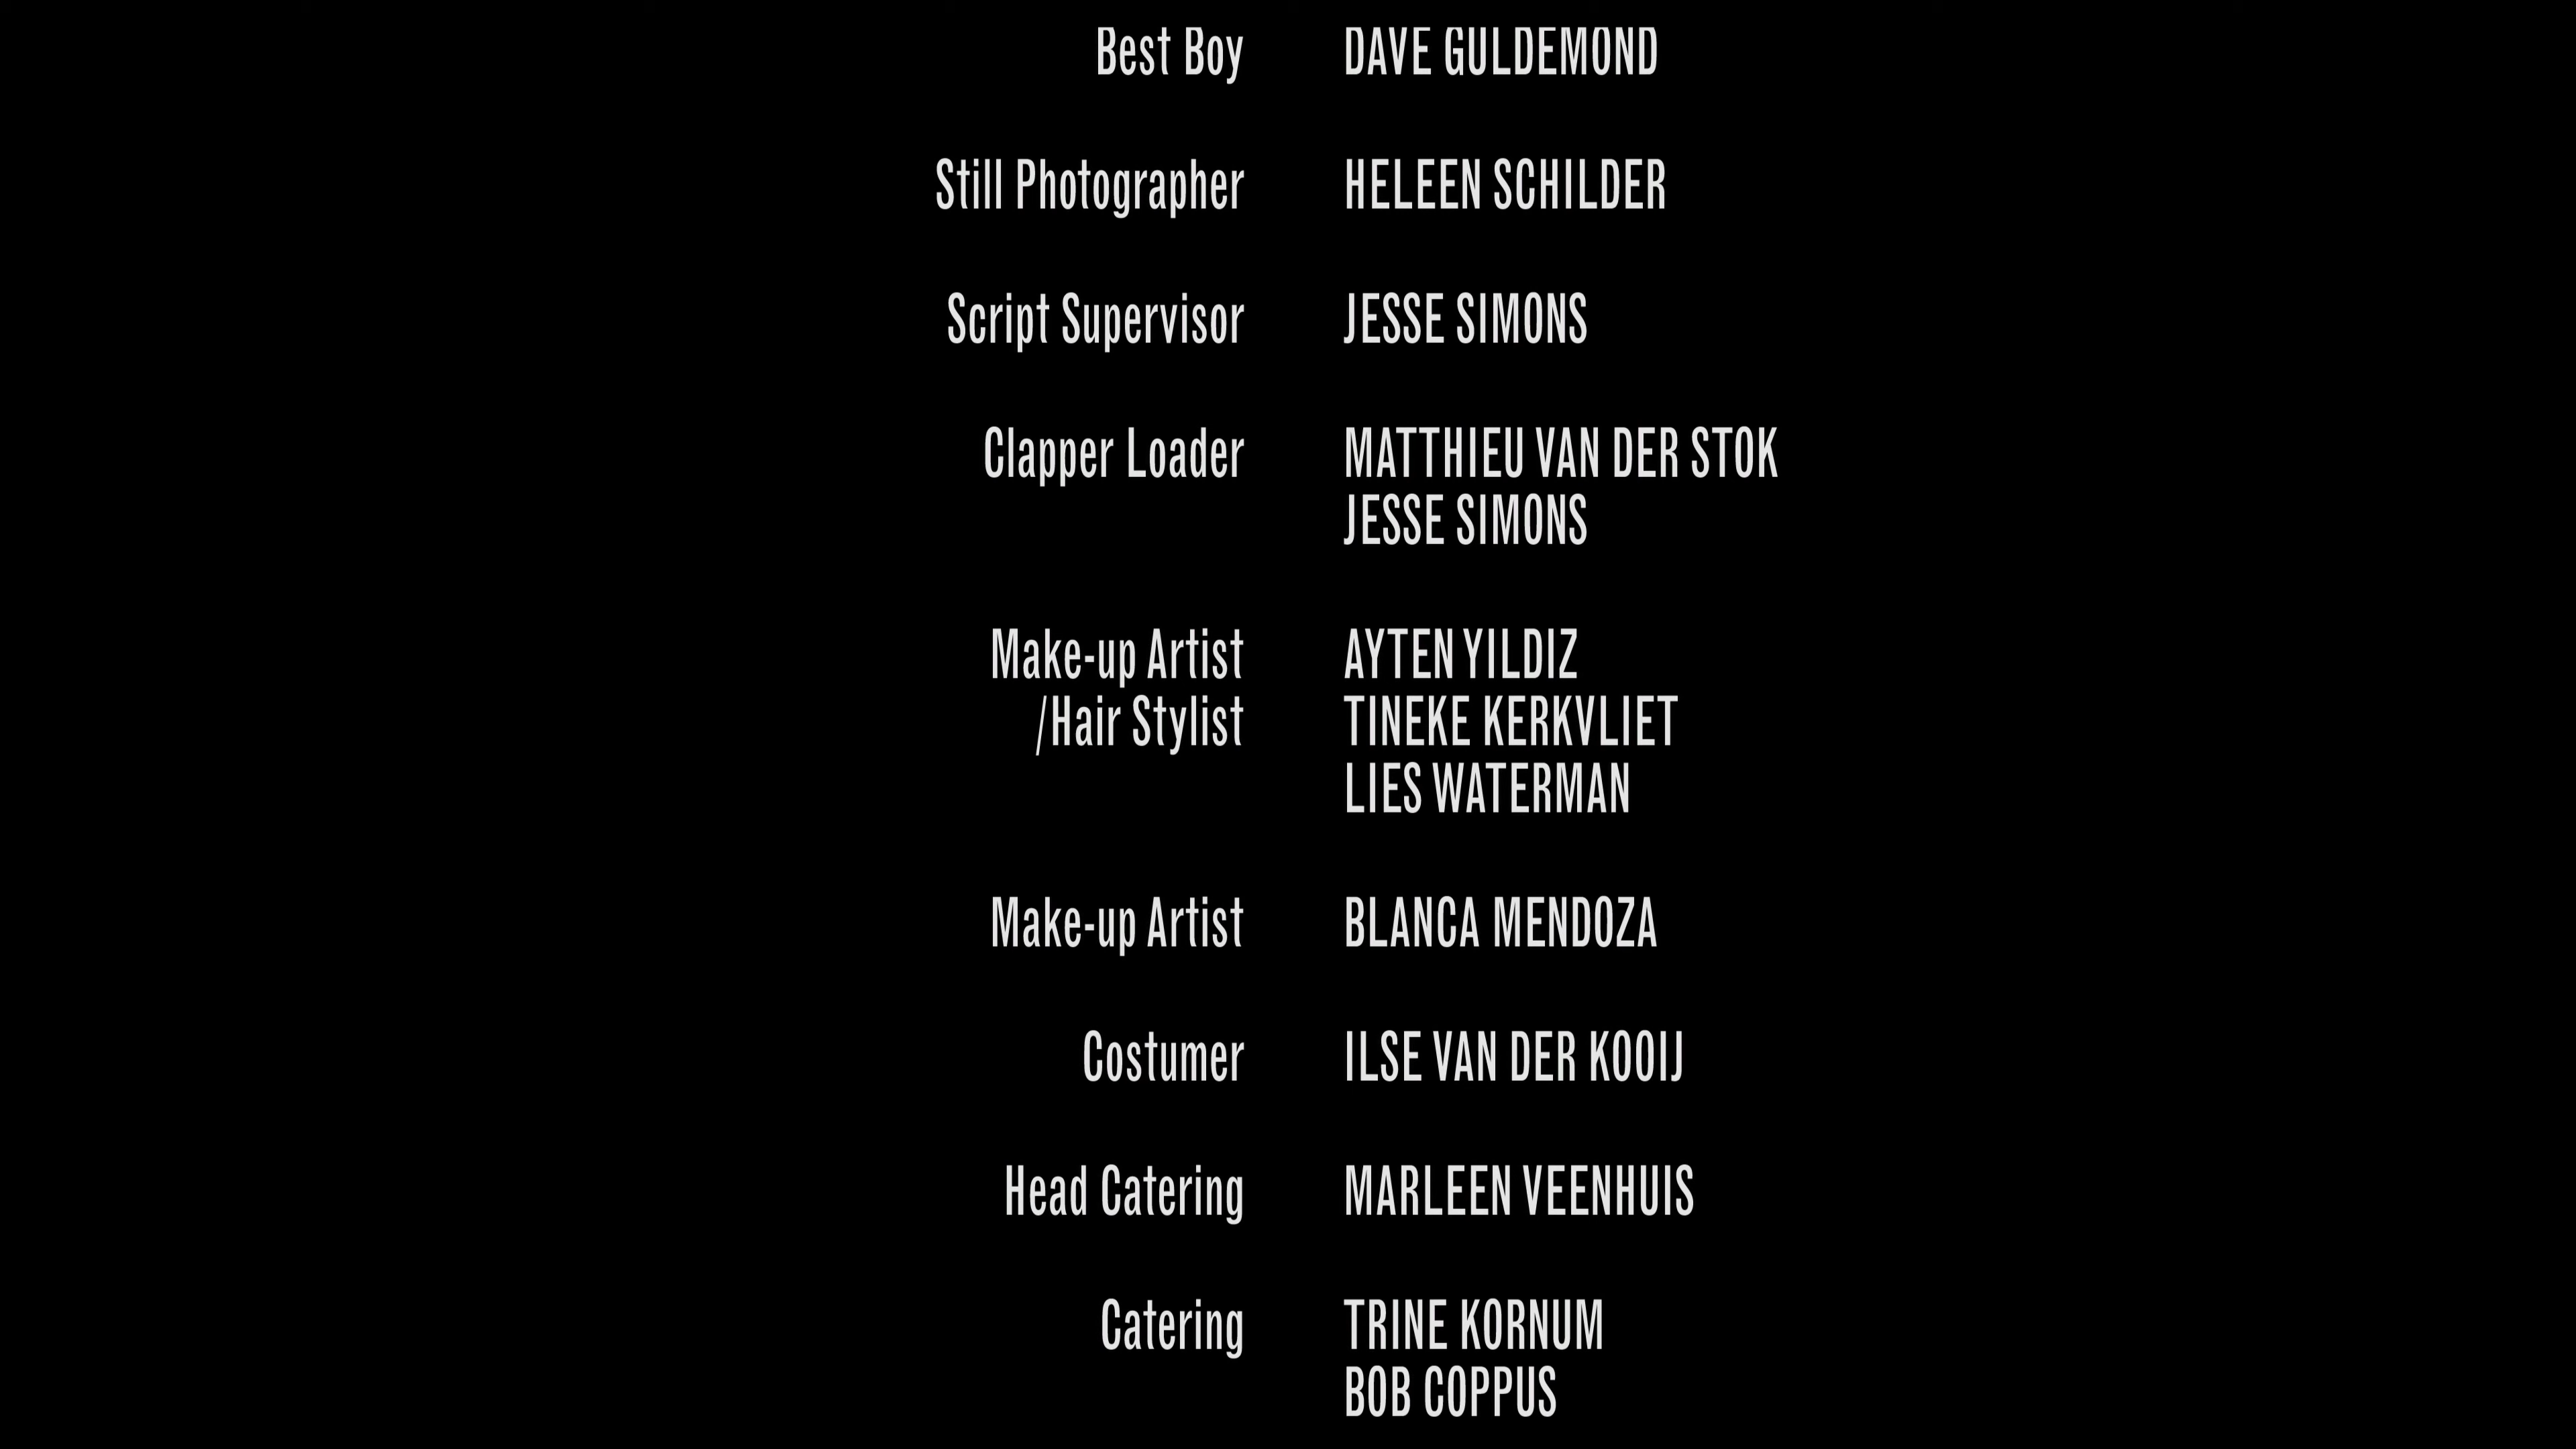 Best Boy DAVE GULDEMOND
Still Photographer HELEEN SCHILDER
Script Supervisor JESSE SIMONS
Clapper Loader MATTHIEU VAN DER STOK
JESSE SIMONS
Make-up Artist AYTEN YILDIZ
/Hair Stylist TINEKE KERKVLIET
LIES WATERMAN
Make-up Artist BLANCA MENDOZA
Costumer ILSE VAN DER KOOIJ
Head Catering MARLEEN VEENHUIS
Catering TRINE KORNUM
BOB COPPUS